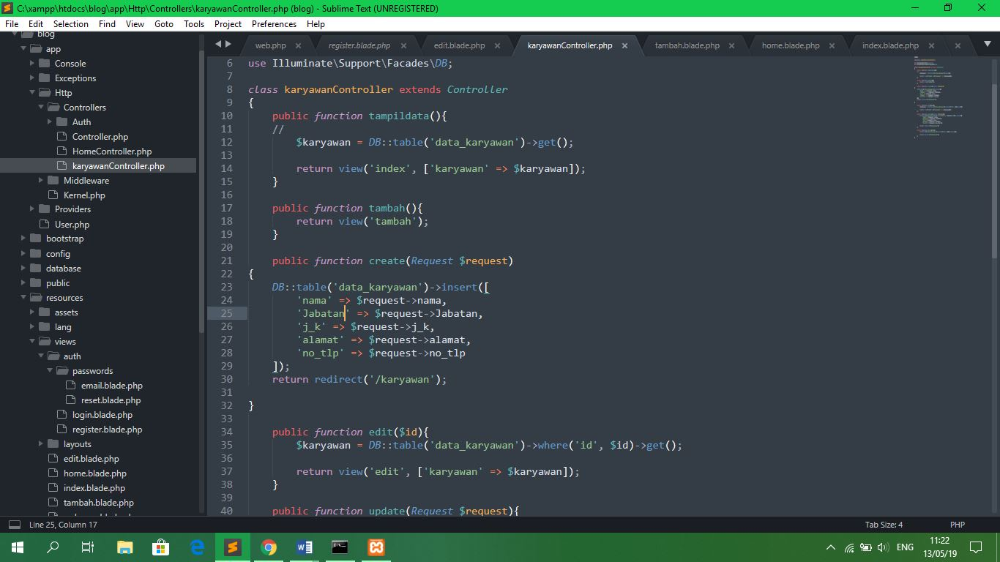 C:\xampp\htdocs\blog\app\Http\Controllers\karyawanController.php (blog) - Sublime Text (UNREGISTERED)
File Edit Selection Find View Goto Tools Project Preferences Help
blog
app
Console
Exceptions
Http
Controllers
Auth
Controller.php
HomeController.php
karyawanController.php
Middleware
Kernel.php
Providers
User.php
bootstrap
config
database
public
resources
assets
lang
views
auth
passwords
email.blade.php
reset.blade.php
login.blade.php
register.blade.php
layouts
edit.blade.php
home.blade.php
index.blade.php
tambah.blade.php
web.php × register.blade.php × edit.blade.php × karyawanController.php × tambah.blade.php × home.blade.php × index.blade.php × ×
6 use Illuminate\Support\Facades\DB;
7
8 class karyawanController extends Controller
9 {
10 public function tampildata(){
11 //
12 $karyawan = DB::table('data_karyawan')->get();
13
14 return view('index', ['karyawan' => $karyawan]);
15 }
16
17 public function tambah(){
18 return view('tambah');
19 }
20
21 public function create(Request $request)
22 {
23 DB::table('data_karyawan')->insert([
24 'nama' => $request->nama,
25 'Jabatan' => $request->Jabatan,
26 'j_k' => $request->j_k,
27 'alamat' => $request->alamat,
28 'no_tlp' => $request->no_tlp
29 ]);
30 return redirect('/karyawan');
31
32 }
33
34 public function edit($id){
35 $karyawan = DB::table('data_karyawan')->where('id', $id)->get();
36
37 return view('edit', ['karyawan' => $karyawan]);
38 }
39
40 public function update(Request $request){
Line 25, Column 17
Tab Size: 4
PHP
ENG
11:22
13/05/19